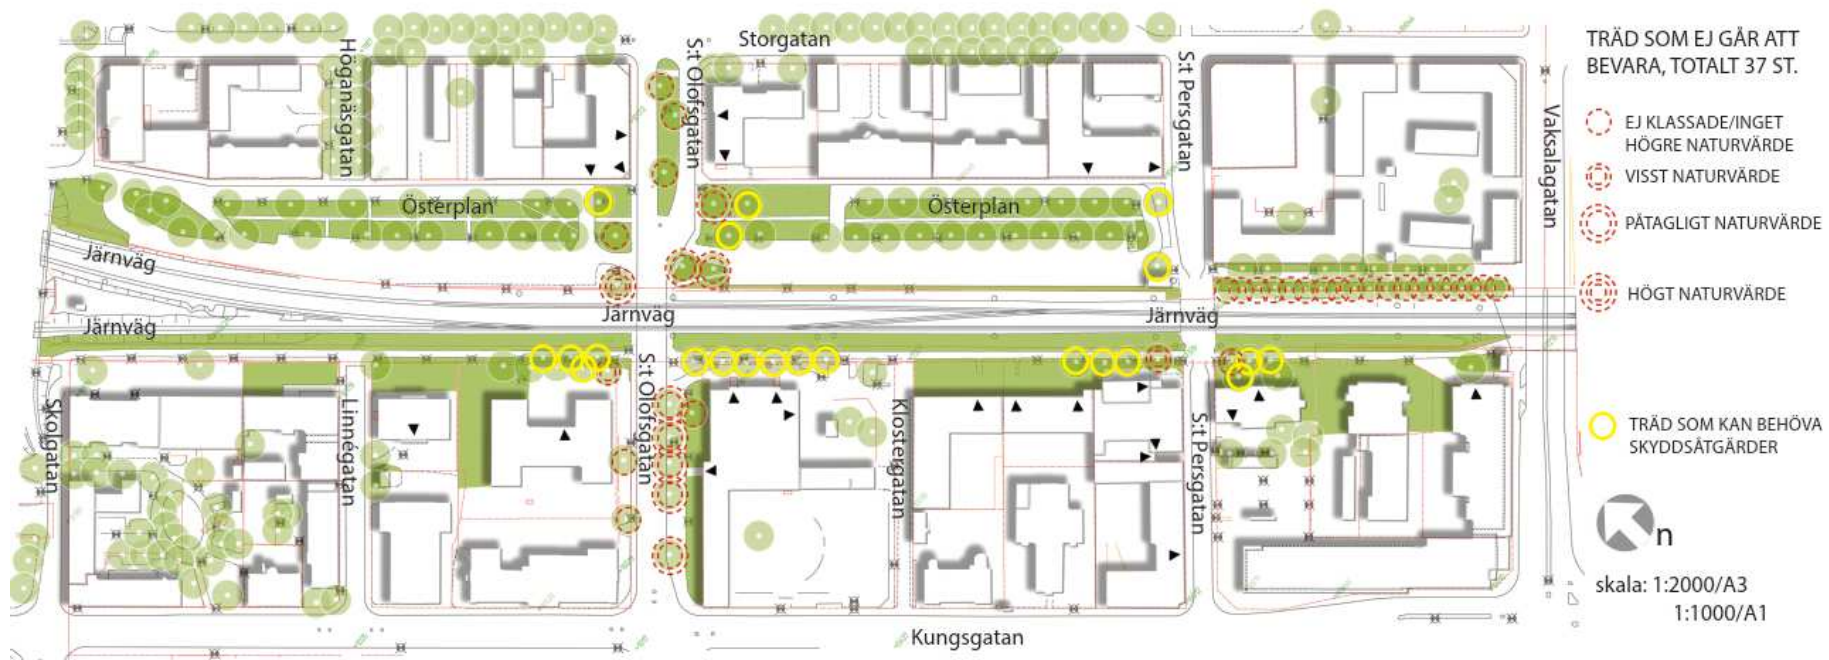 Storgatan
Höganäsgatan
S:t Olofsgatan
S:t Persgatan
Vaksalagatan
Österplan
Österplan
Järnväg
Järnväg
Järnväg
Järnväg
Skolgatan
Linnégatan
S:t Olofsgatan
Klostergatan
S:t Persgatan
Kungsgatan
TRÄD SOM EJ GÅR ATT
BEVARA, TOTALT 37 ST.
EJ KLASSADE/INGET
HÖGRE NATURVÄRDE
VISST NATURVÄRDE
PÅTAGLIGT NATURVÄRDE
HÖGT NATURVÄRDE
TRÄD SOM KAN BEHÖVA
SKYDDSÅTGÄRDER
n
skala: 1:2000/A3
1:1000/A1